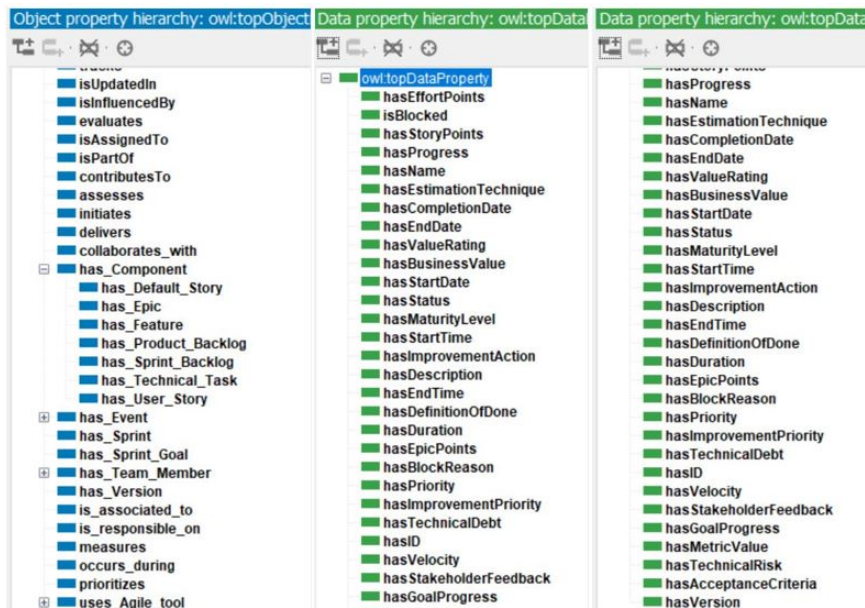 Object property hierarchy: owl:topObject
isUpdatedIn
isInfluencedBy
evaluates
isAssignedTo
isPartOf
contributesTo
assesses
initiates
delivers
collaborates_with
has_Component
has_Default_Story
has_Epic
has_Feature
has_Product_Backlog
has_Sprint_Backlog
has_Technical_Task
has_User_Story
has_Event
has_Sprint
has_Sprint_Goal
has_Team_Member
has_Version
is_associated_to
is_responsible_on
measures
occurs_during
prioritizes
uses_Agile_tool
Data property hierarchy: owl:topDatal
owl:topDataProperty
hasEffortPoints
isBlocked
hasStoryPoints
hasProgress
hasName
hasEstimationTechnique
hasCompletionDate
hasEndDate
hasValueRating
hasBusinessValue
hasStartDate
hasStatus
hasMaturityLevel
hasStartTime
hasImprovementAction
hasDescription
hasEndTime
hasDefinitionOfDone
hasDuration
hasEpicPoints
hasBlockReason
hasPriority
hasImprovementPriority
hasTechnicalDebt
hasID
hasVelocity
hasStakeholderFeedback
hasGoalProgress
Data property hierarchy: owl:topData
hasStoryPoints
hasProgress
hasName
hasEstimationTechnique
hasCompletionDate
hasEndDate
hasValueRating
hasBusinessValue
hasStartDate
hasStatus
hasMaturityLevel
hasStartTime
hasImprovementAction
hasDescription
hasEndTime
hasDefinitionOfDone
hasDuration
hasEpicPoints
hasBlockReason
hasPriority
hasImprovementPriority
hasTechnicalDebt
hasID
hasVelocity
hasStakeholderFeedback
hasGoalProgress
hasMetricValue
hasTechnicalRisk
hasAcceptanceCriteria
hasVersion